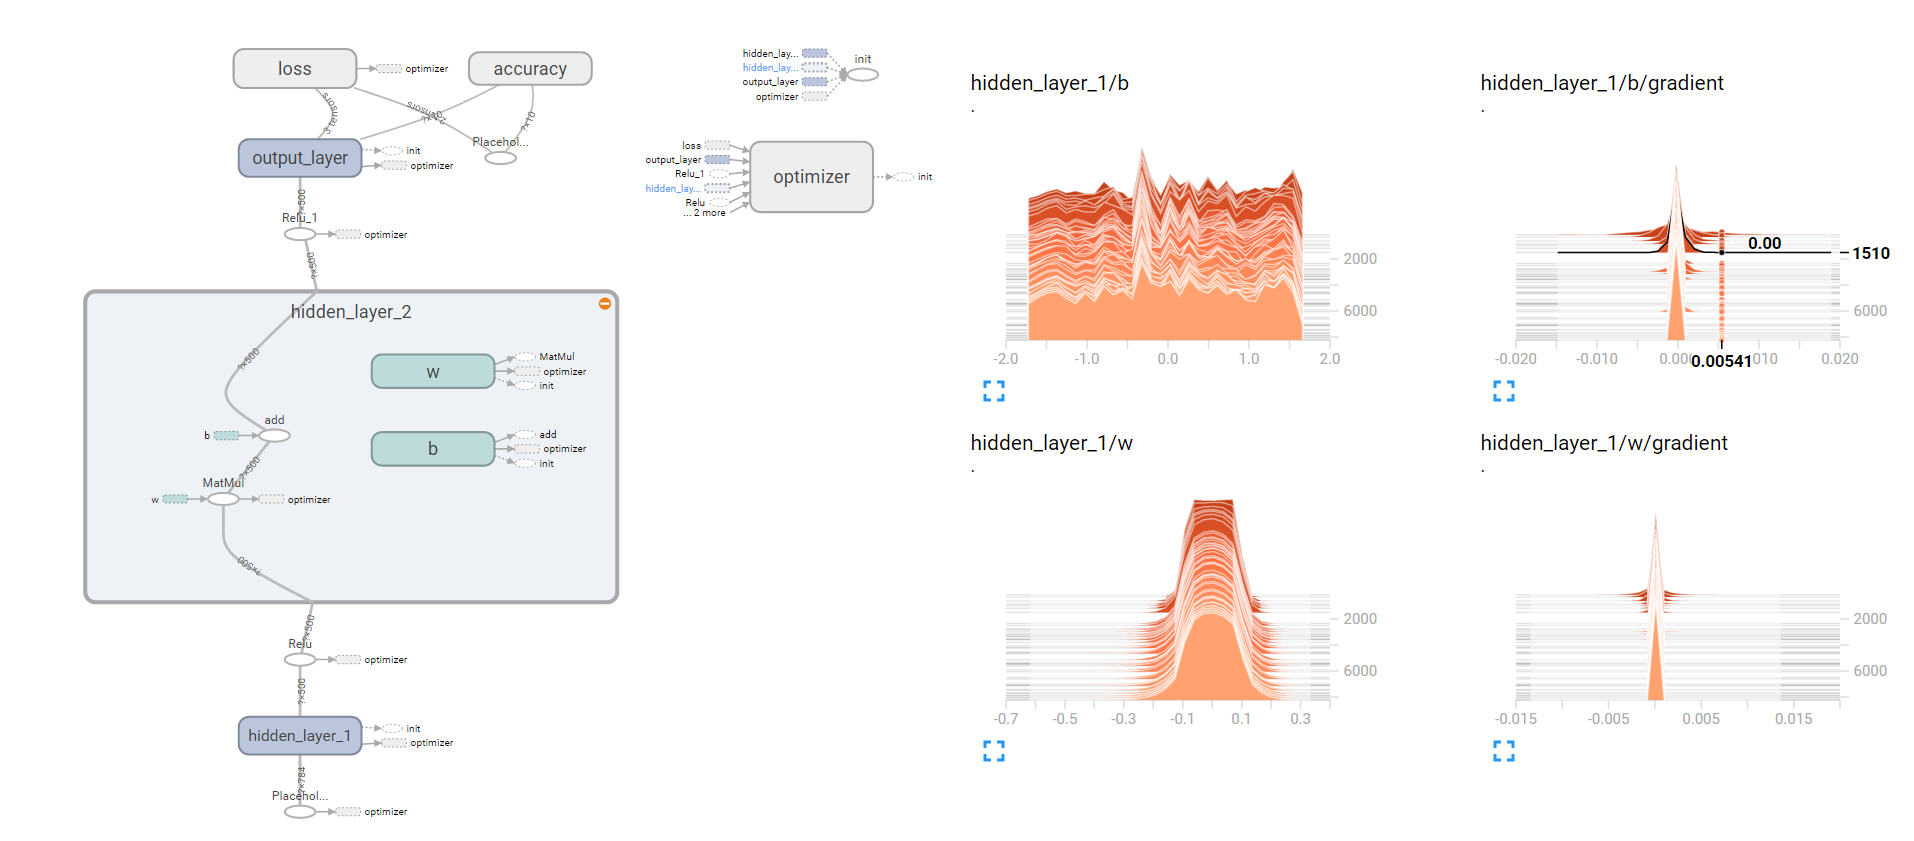 loss
optimizer
accuracy
3 tensors
2 tensors
?x10
?x10
Placehol...
output_layer
init
optimizer
?×500
Relu_1
optimizer
?×500
hidden_layer_2
?×500
w
MatMul
optimizer
init
add
b
b
add
optimizer
init
?×500
MatMul
w
optimizer
?×500
?×500
Relu
optimizer
?×500
hidden_layer_1
init
optimizer
?×784
Placehol...
optimizer
hidden_lay...
hidden_lay...
output_layer
optimizer
init
loss
output_layer
Relu_1
hidden_lay...
Relu
... 2 more
optimizer
init
hidden_layer_1/b
.
2000
6000
-2.0 -1.0 0.0 1.0 2.0
hidden_layer_1/b/gradient
.
0.00
1510
6000
-0.020 -0.010 0.00 010 0.020
0.00541
hidden_layer_1/w
.
2000
6000
-0.7 -0.5 -0.3 -0.1 0.1 0.3
hidden_layer_1/w/gradient
.
2000
6000
-0.015 -0.005 0.005 0.015